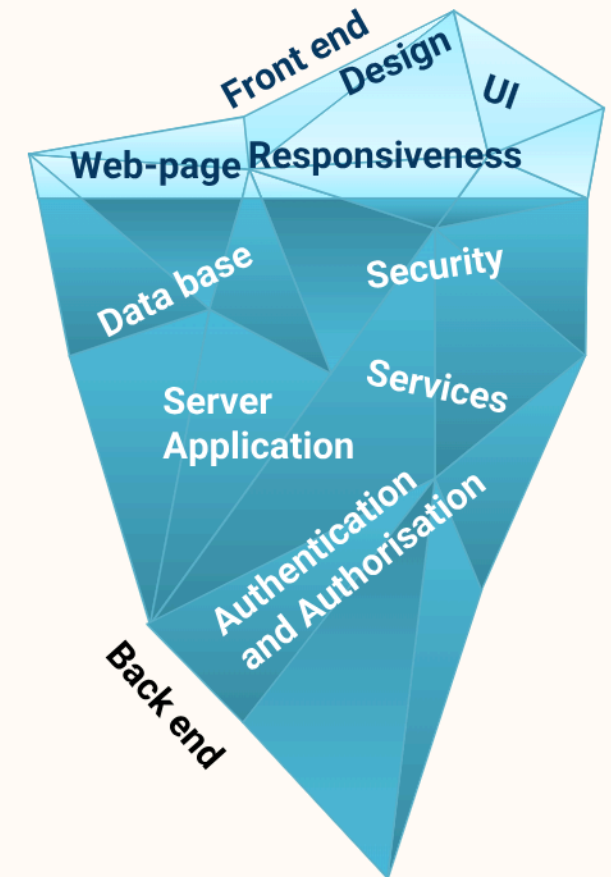 Front end
Design
UI
Web-page
Responsiveness
Data base
Security
Services
Server
Application
Authentication
and Authorisation
Back end